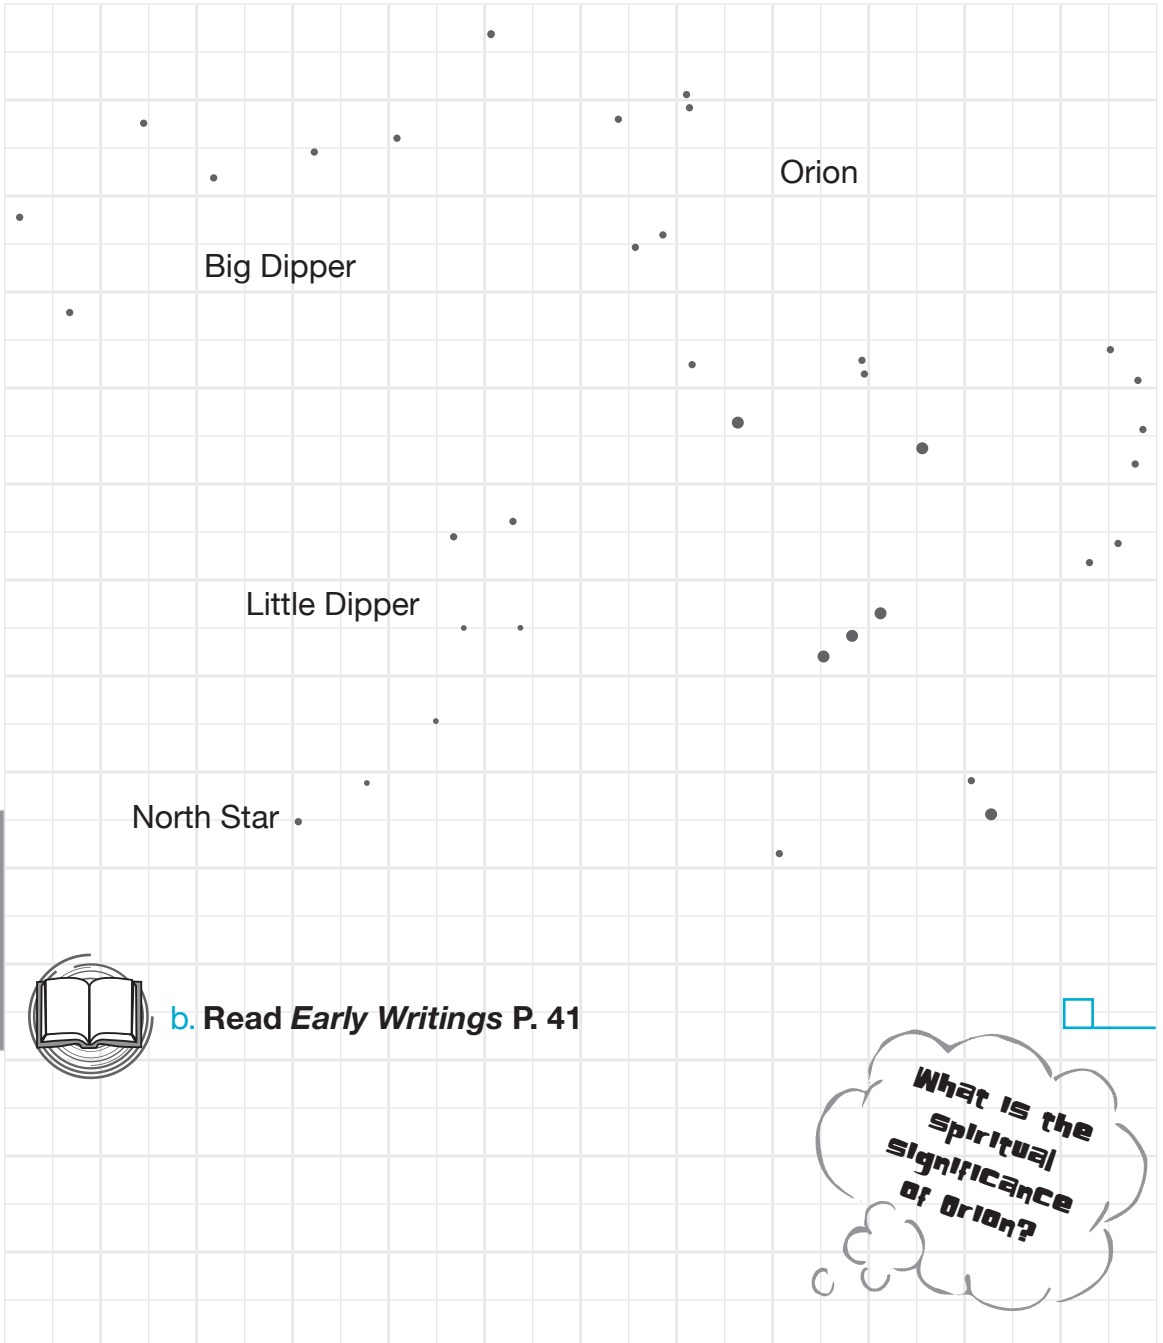 Orion
Big Dipper
Little Dipper
North Star
b. Read Early Writings P. 41
What is the
spiritual
significance
of Orion?